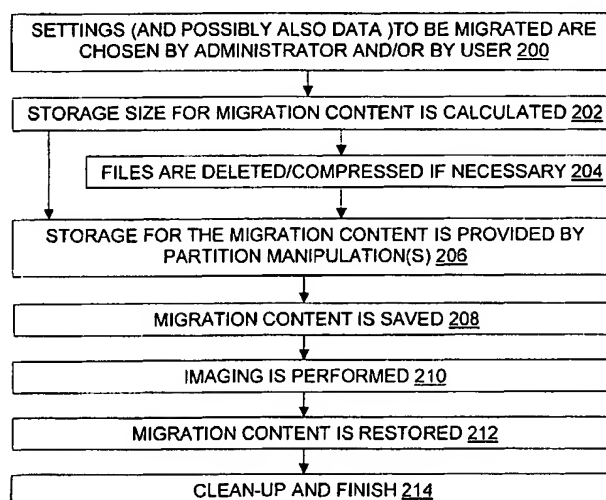 SETTINGS (AND POSSIBLY ALSO DATA )TO BE MIGRATED ARE
CHOSEN BY ADMINISTRATOR AND/OR BY USER 200
STORAGE SIZE FOR MIGRATION CONTENT IS CALCULATED 202
FILES ARE DELETED/COMPRESSED IF NECESSARY 204
STORAGE FOR THE MIGRATION CONTENT IS PROVIDED BY
PARTITION MANIPULATION(S) 206
MIGRATION CONTENT IS SAVED 208
IMAGING IS PERFORMED 210
MIGRATION CONTENT IS RESTORED 212
CLEAN-UP AND FINISH 214